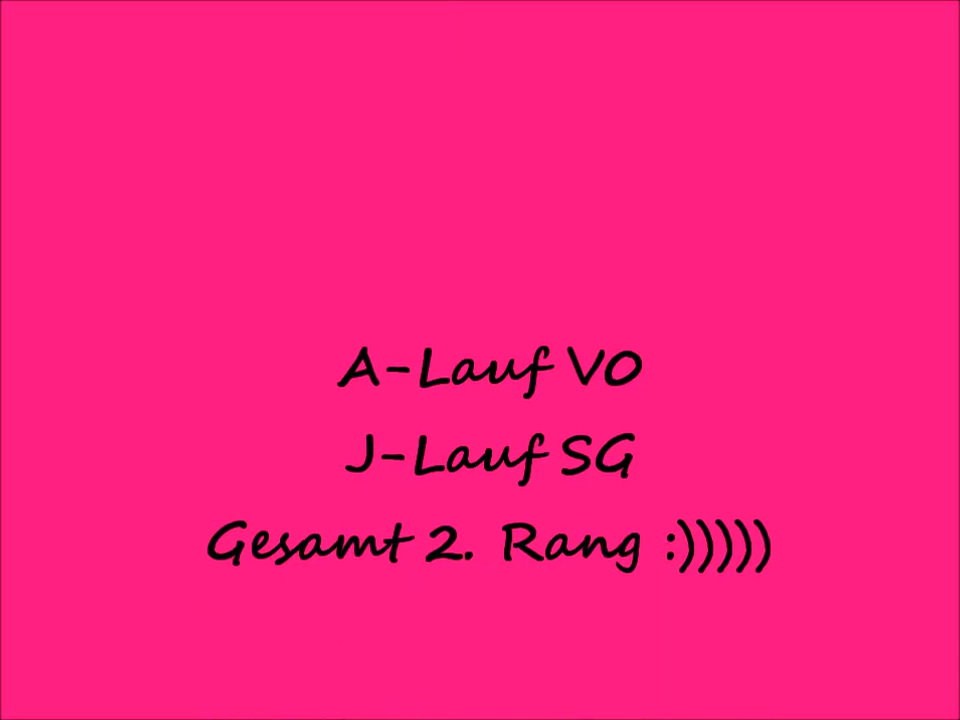 A-Lauf V0
J-Lauf SG
Gesamt 2. Rang :)))))